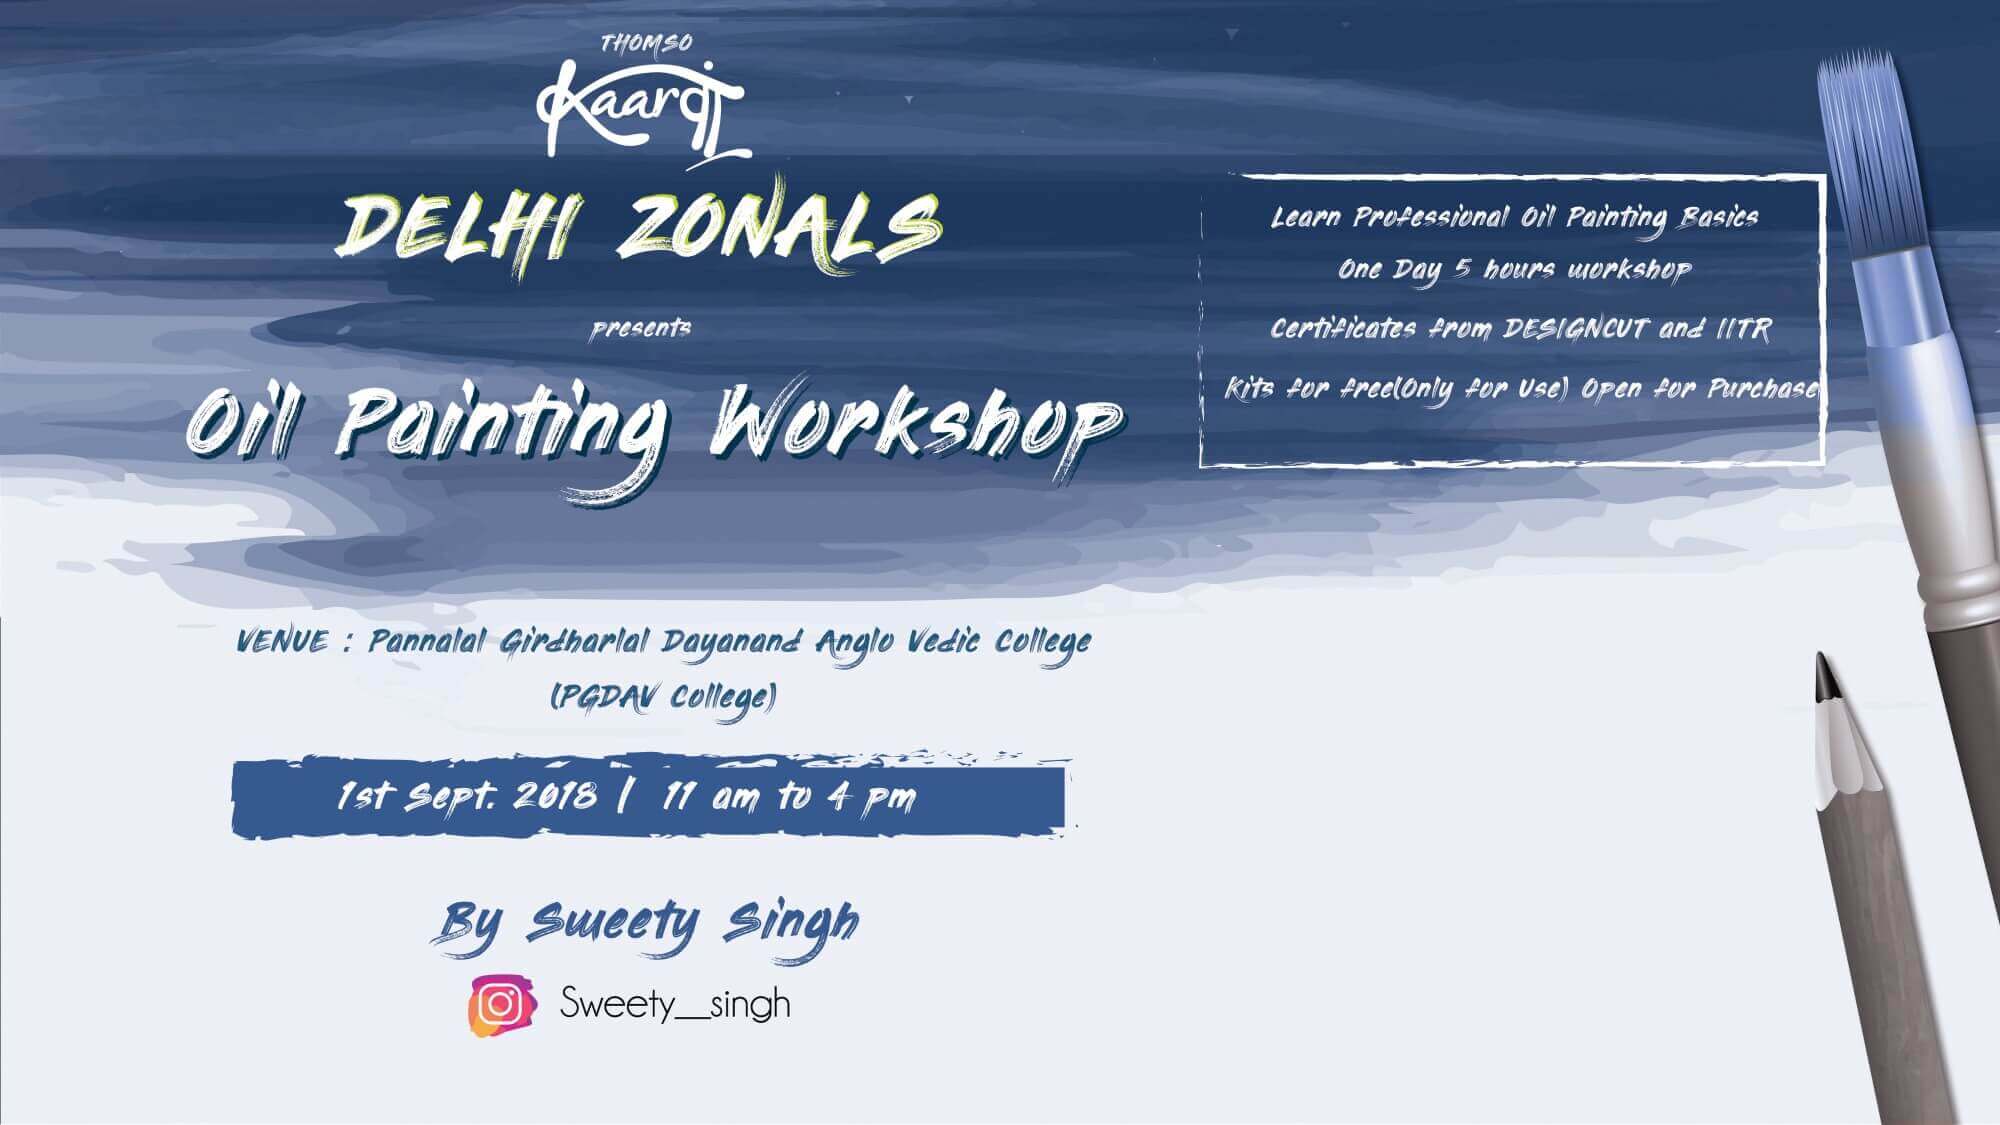 THOMSO
Kaarवां
DELHI ZONALS
presents
Oil Painting Workshop
Learn Professional Oil Painting Basics
One Day 5 hours workshop
Certificates from DESIGNCUT and IITR
Kits for free(Only for Use) Open for Purchase
VENUE : Pannalal Girdharlal Dayanand Anglo Vedic College
(PGDAV College)
1st Sept. 2018 | 11 am to 4 pm
By Sweety Singh
Sweety__singh